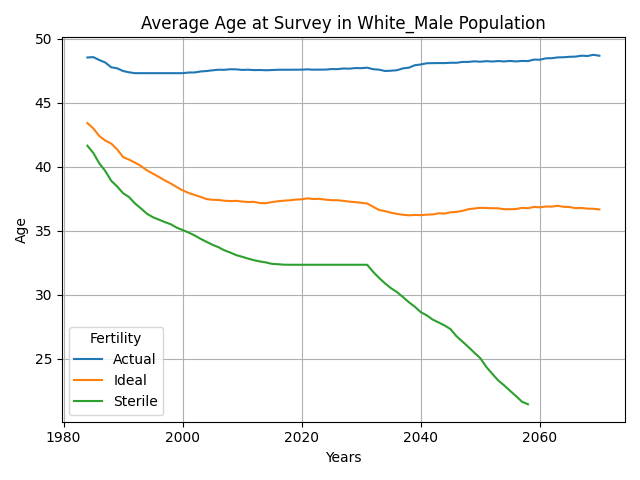 Average Age at Survey in White_Male Population
Age
50
45
40
35
30
25
Fertility
Actual
Ideal
Sterile
1980 2000 2020 2040 2060
Years